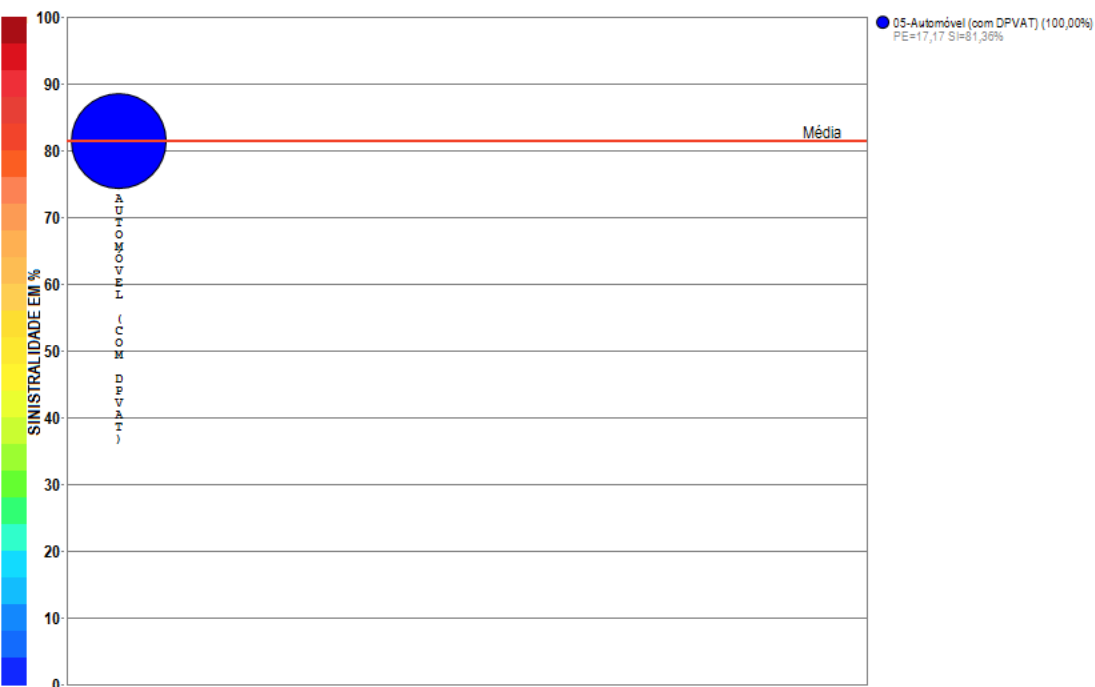 100
90
80
70
60
50
40
30
20
10
0
SINISTRALIDADE EM %
Média
AUTOMÓVEL (COM DPVAT)
05-Automóvel (com DPVAT) (100,00%)
PE=17,17 SI=81,36%